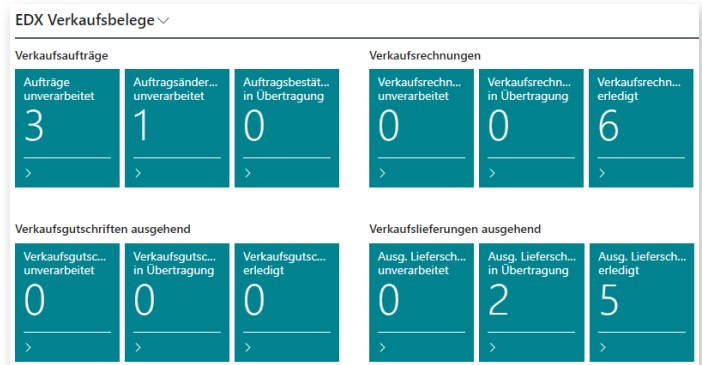 EDX Verkaufsbelege
Verkaufsaufträge
Aufträge
unverarbeitet
3
Auftragsänder...
unverarbeitet
1
Auftragsbestät...
in Übertragung
0
Verkaufsrechnungen
Verkaufsrechn...
unverarbeitet
0
Verkaufsrechn...
in Übertragung
0
Verkaufsrechn...
erledigt
6
Verkaufsgutschriften ausgehend
Verkaufsgutsc...
unverarbeitet
0
Verkaufsgutsc...
in Übertragung
0
Verkaufsgutsc...
erledigt
0
Verkaufslieferungen ausgehend
Ausg. Liefersch...
unverarbeitet
0
Ausg. Liefersch...
in Übertragung
2
Ausg. Liefersch...
erledigt
5